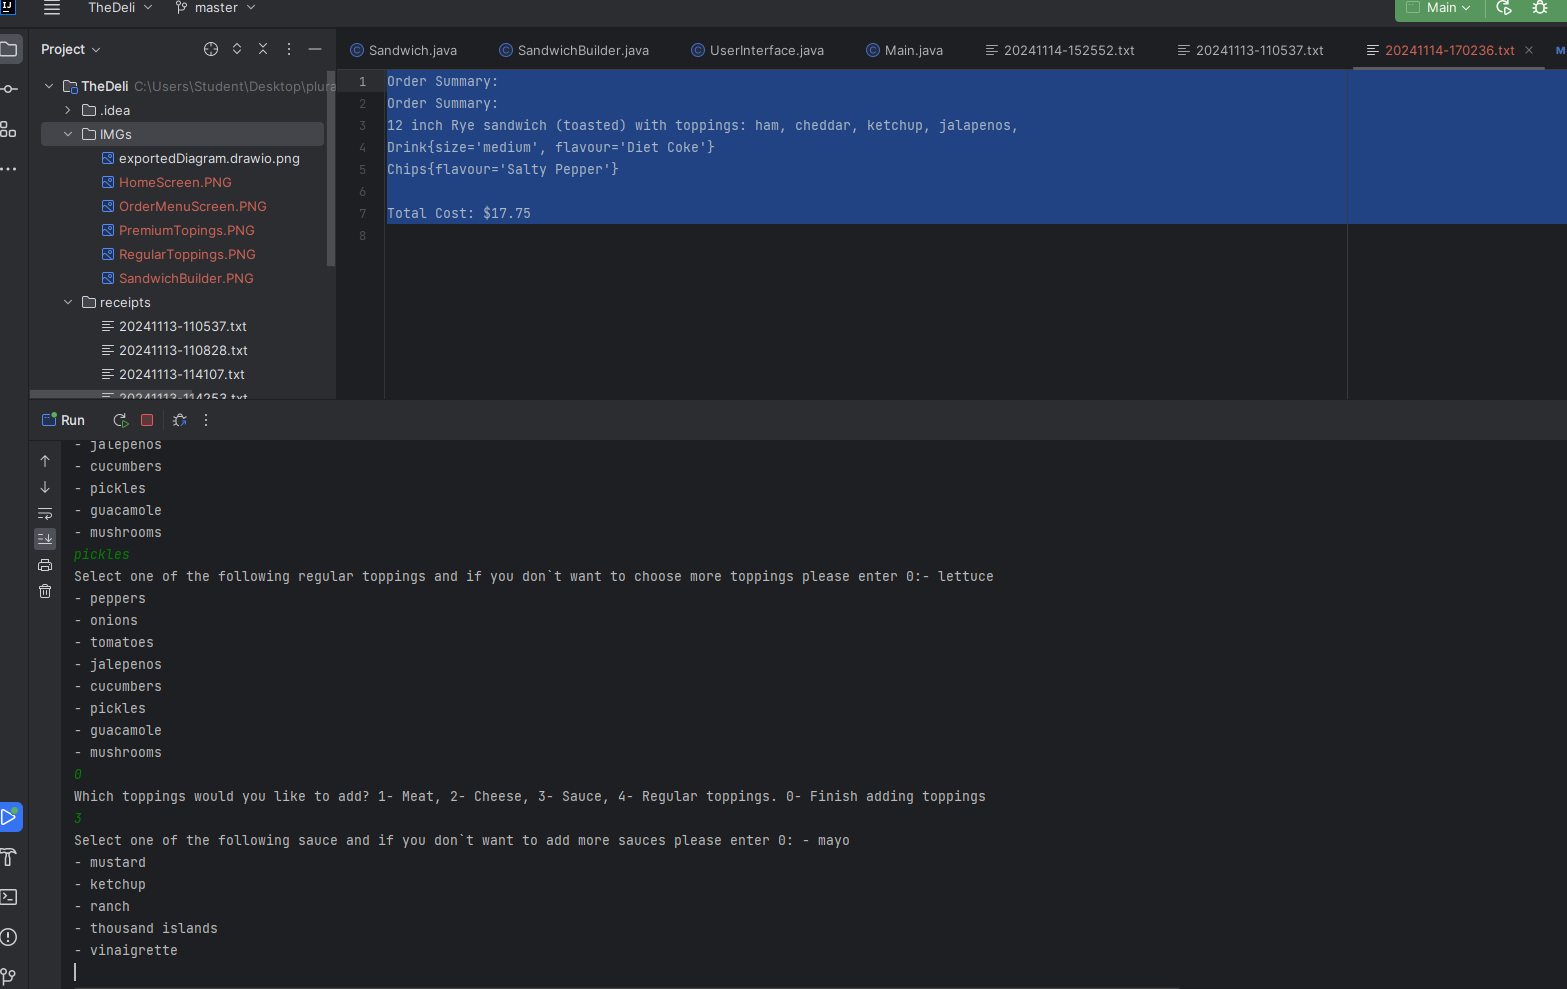 IJ
TheDeli
master
Main
Project
Sandwich.java
SandwichBuilder.java
UserInterface.java
Main.java
20241114-152552.txt
20241113-110537.txt
20241114-170236.txt
TheDeli C:\Users\Student\Desktop\plura
.idea
IMGs
exportedDiagram.drawio.png
HomeScreen.PNG
OrderMenuScreen.PNG
PremiumTopings.PNG
RegularToppings.PNG
SandwichBuilder.PNG
receipts
20241113-110537.txt
20241113-110828.txt
20241113-114107.txt
20241113-114253.txt
1 Order Summary:
2 Order Summary:
3 12 inch Rye sandwich (toasted) with toppings: ham, cheddar, ketchup, jalapenos,
4 Drink{size='medium', flavour='Diet Coke'}
5 Chips{flavour='Salty Pepper'}
6
7 Total Cost: $17.75
8
Run
- jalepenos
- cucumbers
- pickles
- guacamole
- mushrooms
pickles
Select one of the following regular toppings and if you don`t want to choose more toppings please enter 0:- lettuce
- peppers
- onions
- tomatoes
- jalepenos
- cucumbers
- pickles
- guacamole
- mushrooms
0
Which toppings would you like to add? 1- Meat, 2- Cheese, 3- Sauce, 4- Regular toppings. 0- Finish adding toppings
3
Select one of the following sauce and if you don`t want to add more sauces please enter 0: - mayo
- mustard
- ketchup
- ranch
- thousand islands
- vinaigrette